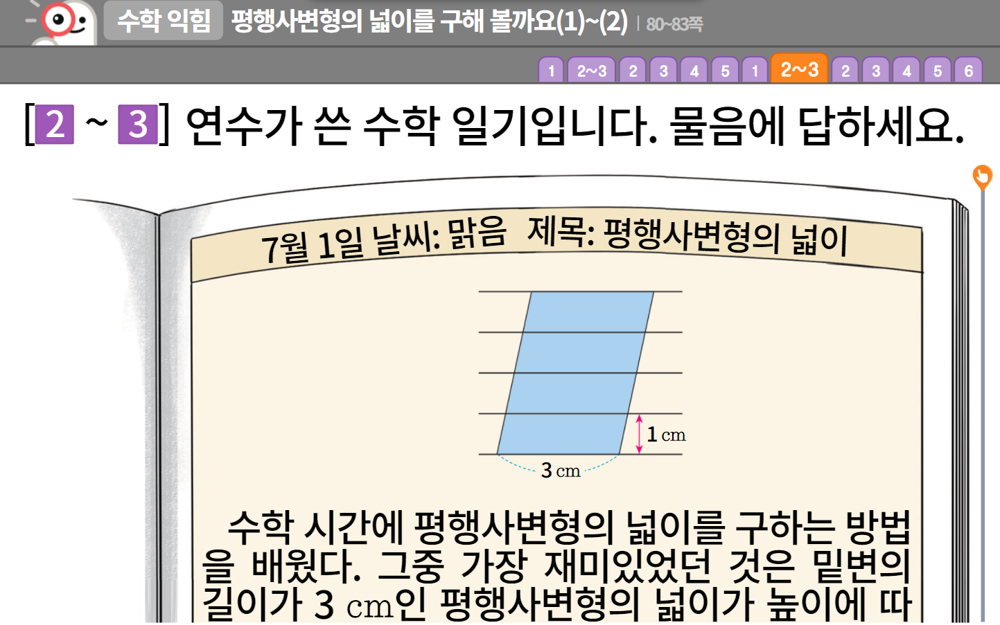 수학 익힘 평행사변형의 넓이를 구해 볼까요(1)~(2) | 80~83쪽
1 2~3 2 3 4 5 1 2~3 2 3 4 5 6
[2 ~ 3] 연수가 쓴 수학 일기입니다. 물음에 답하세요.
7월 1일 날씨: 맑음 제목: 평행사변형의 넓이
1 cm
3 cm
수학 시간에 평행사변형의 넓이를 구하는 방법
을 배웠다. 그중 가장 재미있었던 것은 밑변의
길이가 3 cm인 평행사변형의 넓이가 높이에 따